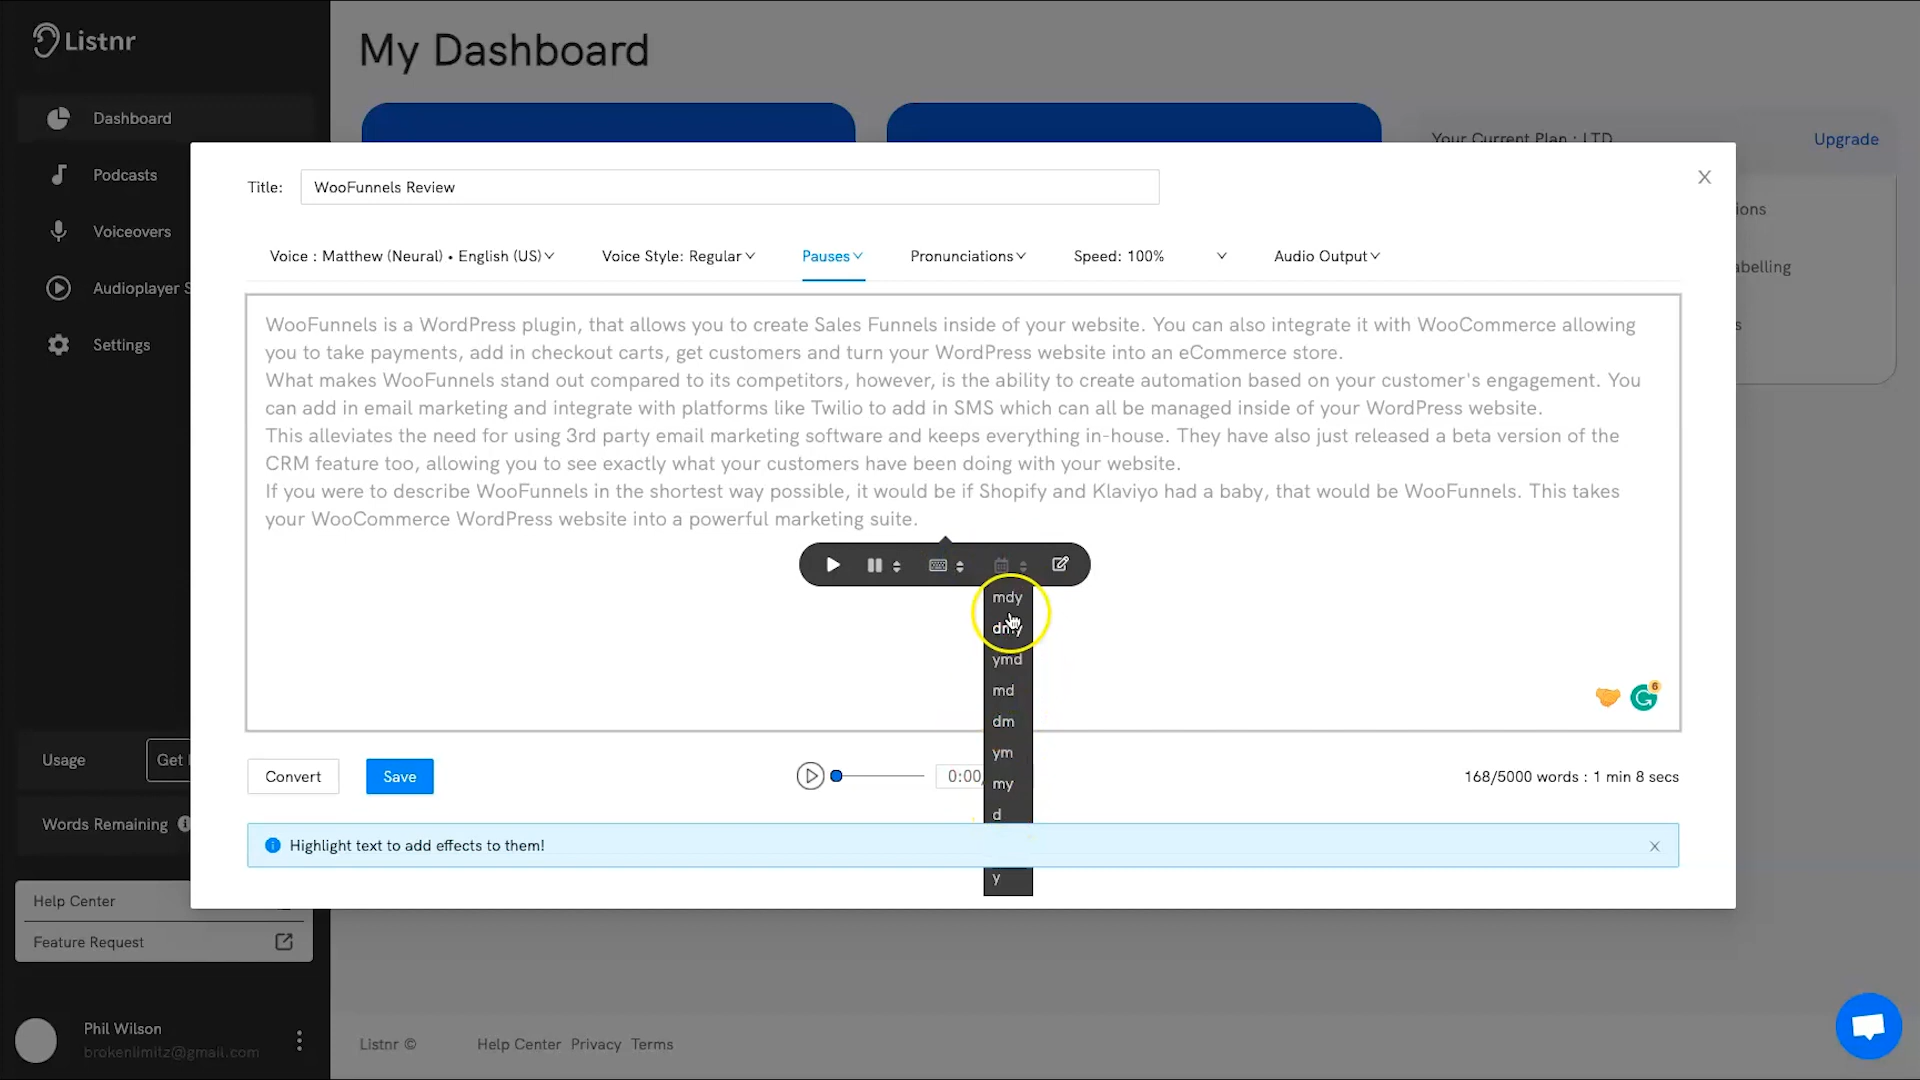 Listnr
My Dashboard
Dashboard
Podcasts
Voiceovers
Audioplayer S
Settings
Your Current Plan : LTD
Upgrade
ions
abelling
s
Title:
WooFunnels Review
X
Voice : Matthew (Neural) • English (US)
Voice Style: Regular
Pauses
Pronunciations
Speed: 100%
Audio Output
WooFunnels is a WordPress plugin, that allows you to create Sales Funnels inside of your website. You can also integrate it with WooCommerce allowing
you to take payments, add in checkout carts, get customers and turn your WordPress website into an eCommerce store.
What makes WooFunnels stand out compared to its competitors, however, is the ability to create automation based on your customer's engagement. You
can add in email marketing and integrate with platforms like Twilio to add in SMS which can all be managed inside of your WordPress website.
This alleviates the need for using 3rd party email marketing software and keeps everything in-house. They have also just released a beta version of the
CRM feature too, allowing you to see exactly what your customers have been doing with your website.
If you were to describe WooFunnels in the shortest way possible, it would be if Shopify and Klaviyo had a baby, that would be WooFunnels. This takes
your WooCommerce WordPress website into a powerful marketing suite.
mdy
dmy
ymd
md
dm
ym
my
d
y
6
Convert
Save
0:00
168/5000 words : 1 min 8 secs
Highlight text to add effects to them!
Usage
Get
Words Remaining
Help Center
Feature Request
Phil Wilson
brokenlimitz@gmail.com
Listnr ©
Help Center
Privacy
Terms